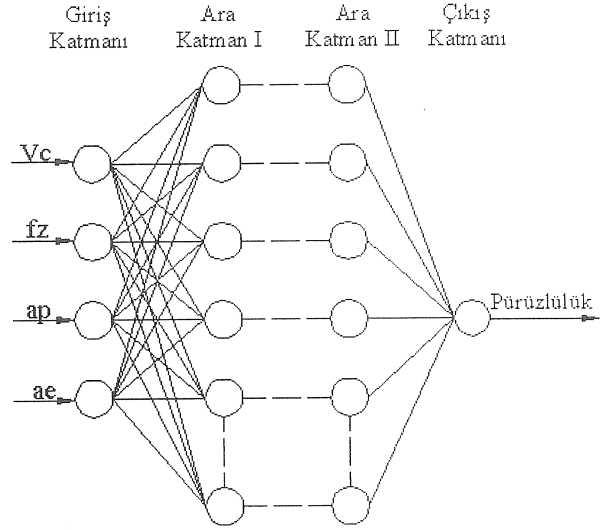 Giriş
Katmanı
Ara
Katman I
Ara
Katman II
Çıkış
Katmanı
Vc
fz
ap
ae
Pürüzlülük